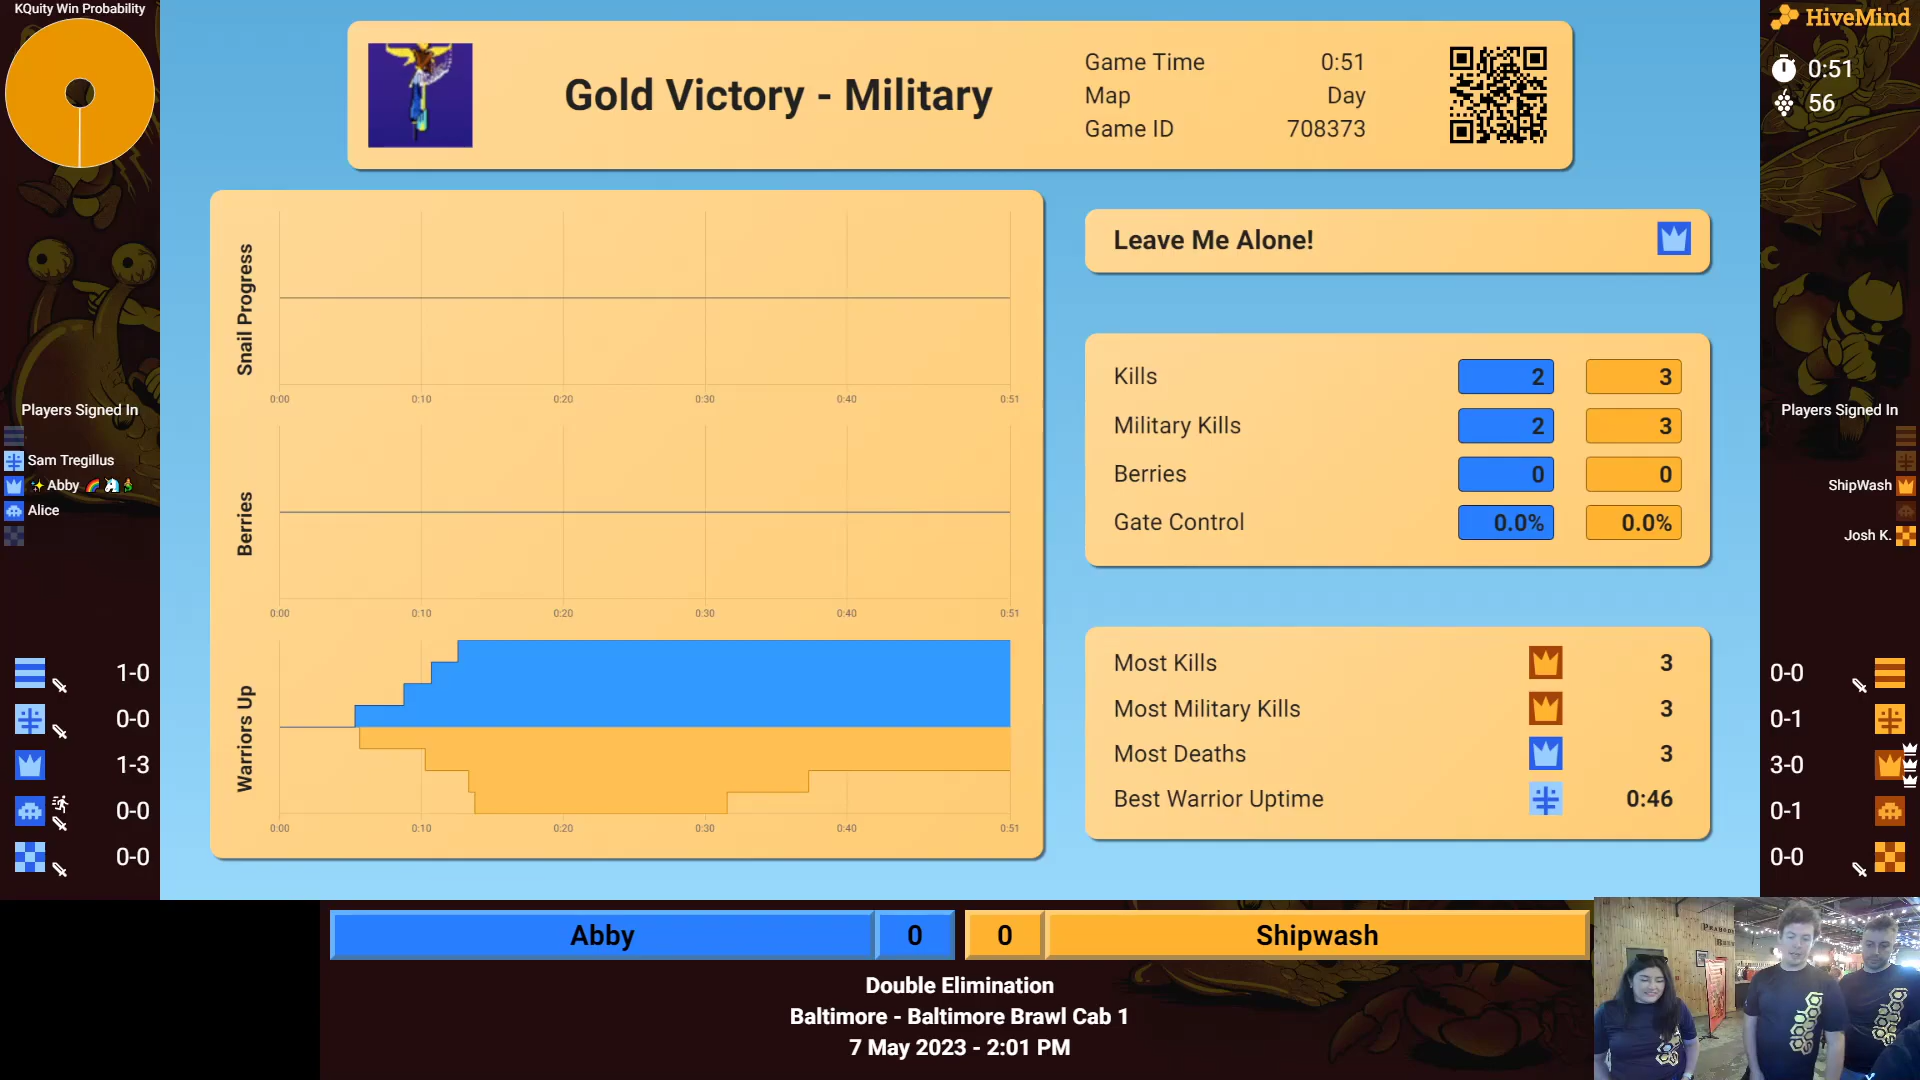 KQuity Win Probability
HiveMind
0:51
56
Gold Victory - Military
Game Time 0:51
Map Day
Game ID 708373
Snail Progress
0:00 0:10 0:20 0:30 0:40 0:51
Berries
0:00 0:10 0:20 0:30 0:40 0:51
Warriors Up
0:00 0:10 0:20 0:30 0:40 0:51
Leave Me Alone!
Kills 2 3
Military Kills 2 3
Berries 0 0
Gate Control 0.0% 0.0%
Most Kills 3
Most Military Kills 3
Most Deaths 3
Best Warrior Uptime 0:46
Players Signed In
Sam Tregillus
✨Abby 🌈🦄🧜
Alice
1-0
0-0
1-3
0-0
0-0
Players Signed In
ShipWash
Josh K.
0-0
0-1
3-0
0-1
0-0
Abby 0 0 Shipwash
Double Elimination
Baltimore - Baltimore Brawl Cab 1
7 May 2023 - 2:01 PM